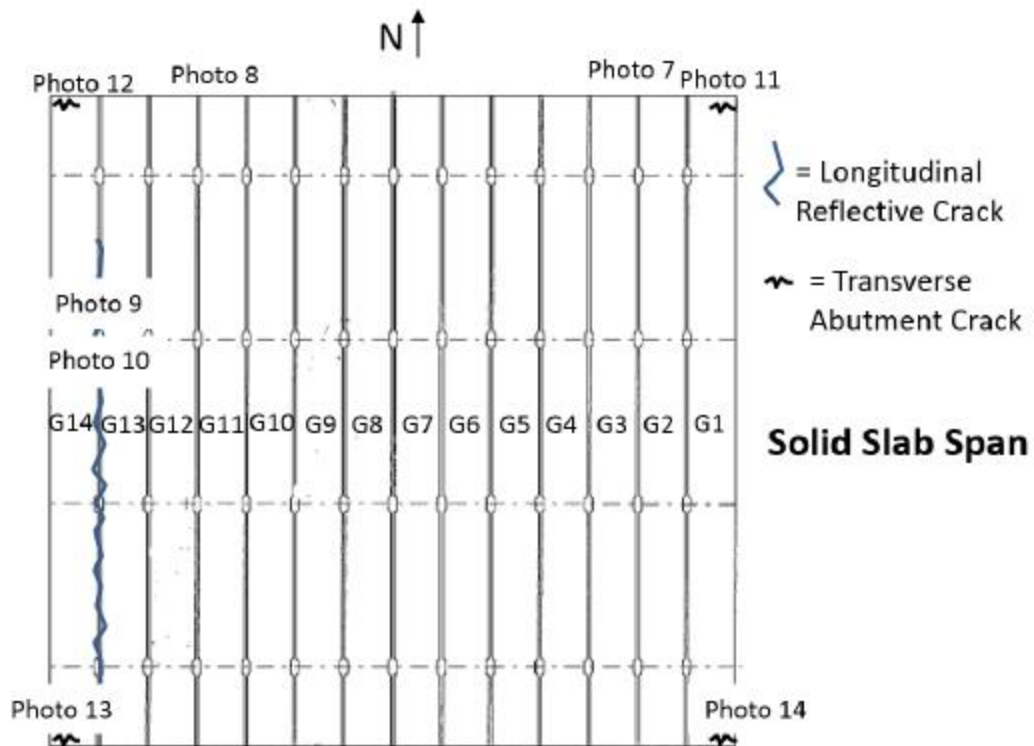 N
Photo 12
Photo 8
Photo 7
Photo 11
= Longitudinal
Reflective Crack
= Transverse
Abutment Crack
Photo 9
Photo 10
G14 G13 G12 G11 G10 G9 G8 G7 G6 G5 G4 G3 G2 G1
Solid Slab Span
Photo 13
Photo 14